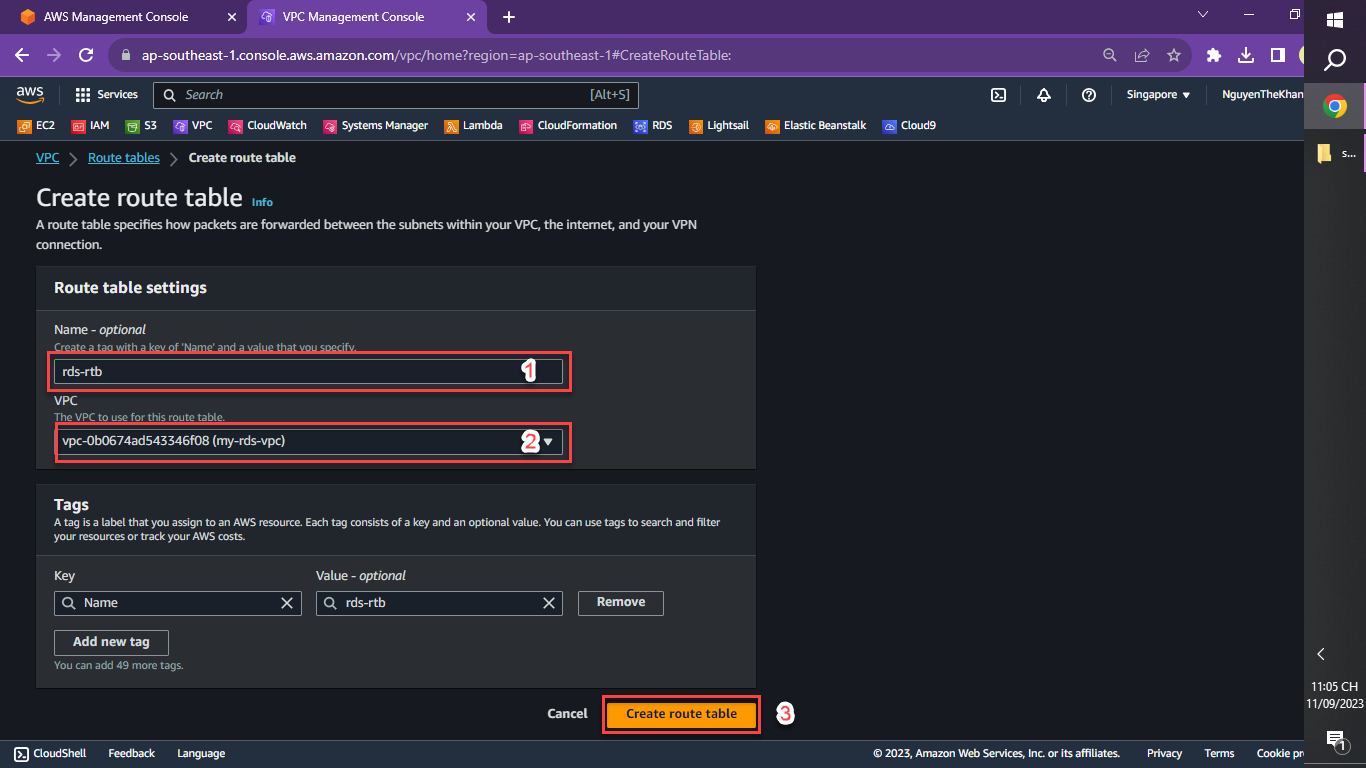 AWS Management Console
VPC Management Console
ap-southeast-1.console.aws.amazon.com/vpc/home?region=ap-southeast-1#CreateRouteTable:
aws
Services
Search
[Alt+S]
Singapore
NguyenTheKhan
EC2
IAM
S3
VPC
CloudWatch
Systems Manager
Lambda
CloudFormation
RDS
Lightsail
Elastic Beanstalk
Cloud9
s...
VPC
Route tables
Create route table
Create route table
Info
A route table specifies how packets are forwarded between the subnets within your VPC, the internet, and your VPN
connection.
Route table settings
Name - optional
Create a tag with a key of 'Name' and a value that you specify.
rds-rtb
1
VPC
The VPC to use for this route table.
vpc-0b0674ad543346f08 (my-rds-vpc)
2
Tags
A tag is a label that you assign to an AWS resource. Each tag consists of a key and an optional value. You can use tags to search and filter
your resources or track your AWS costs.
Key
Value - optional
Name
rds-rtb
Remove
Add new tag
You can add 49 more tags.
Cancel
Create route table
3
CloudShell
Feedback
Language
© 2023, Amazon Web Services, Inc. or its affiliates.
Privacy
Terms
Cookie pr
11:05 CH
11/09/2023
1